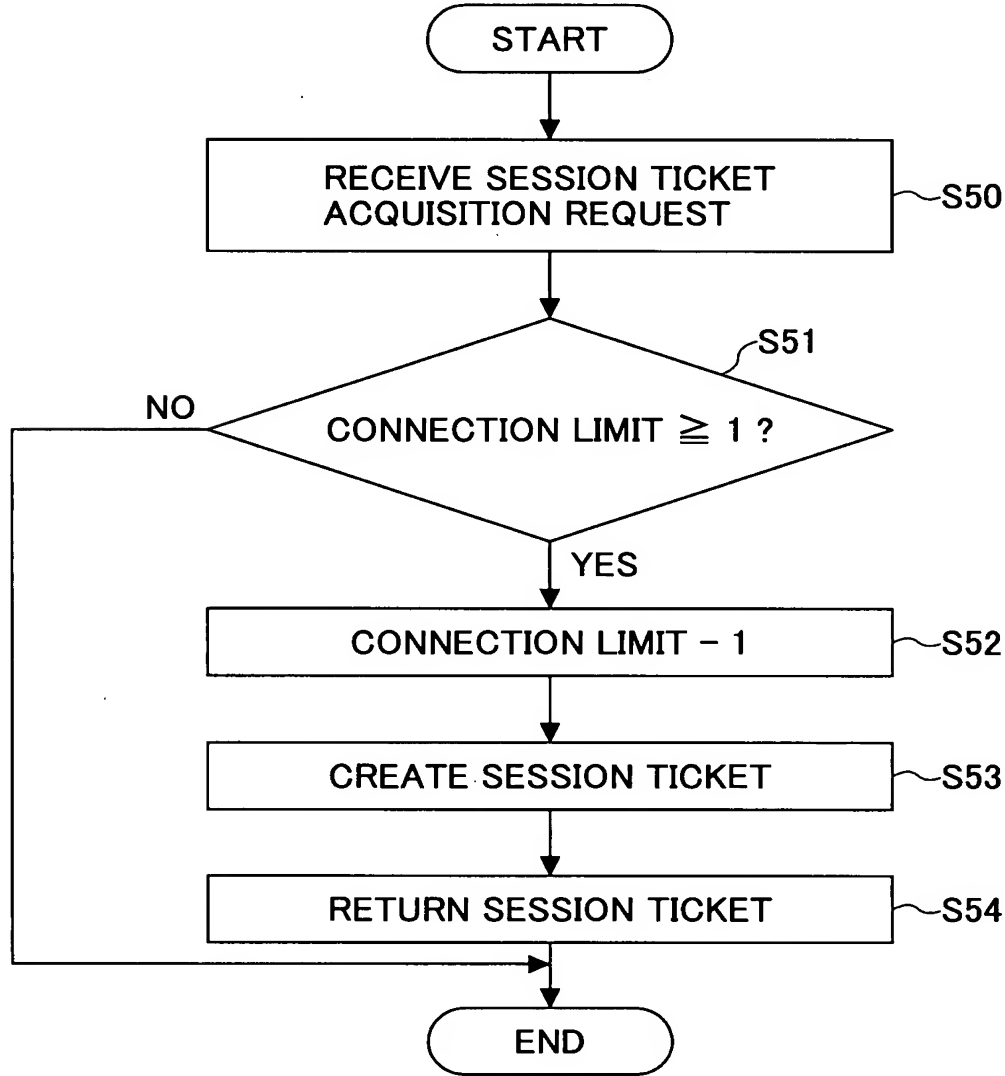 START
RECEIVE SESSION TICKET
ACQUISITION REQUEST
S50
S51
NO
CONNECTION LIMIT ≧ 1 ?
YES
CONNECTION LIMIT − 1
S52
CREATE SESSION TICKET
S53
RETURN SESSION TICKET
S54
END